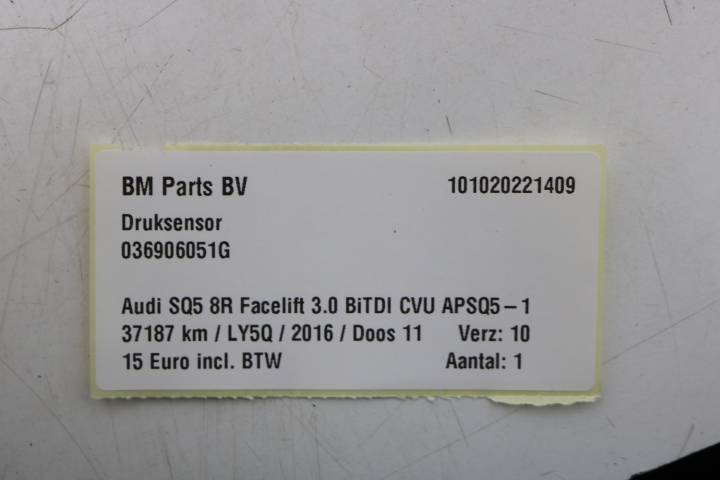 BM Parts BV 101020221409
Druksensor
036906051G
Audi SQ5 8R Facelift 3.0 BiTDI CVU APSQ5-1
37187 km / LY5Q / 2016 / Doos 11 Verz: 10
15 Euro incl. BTW Aantal: 1